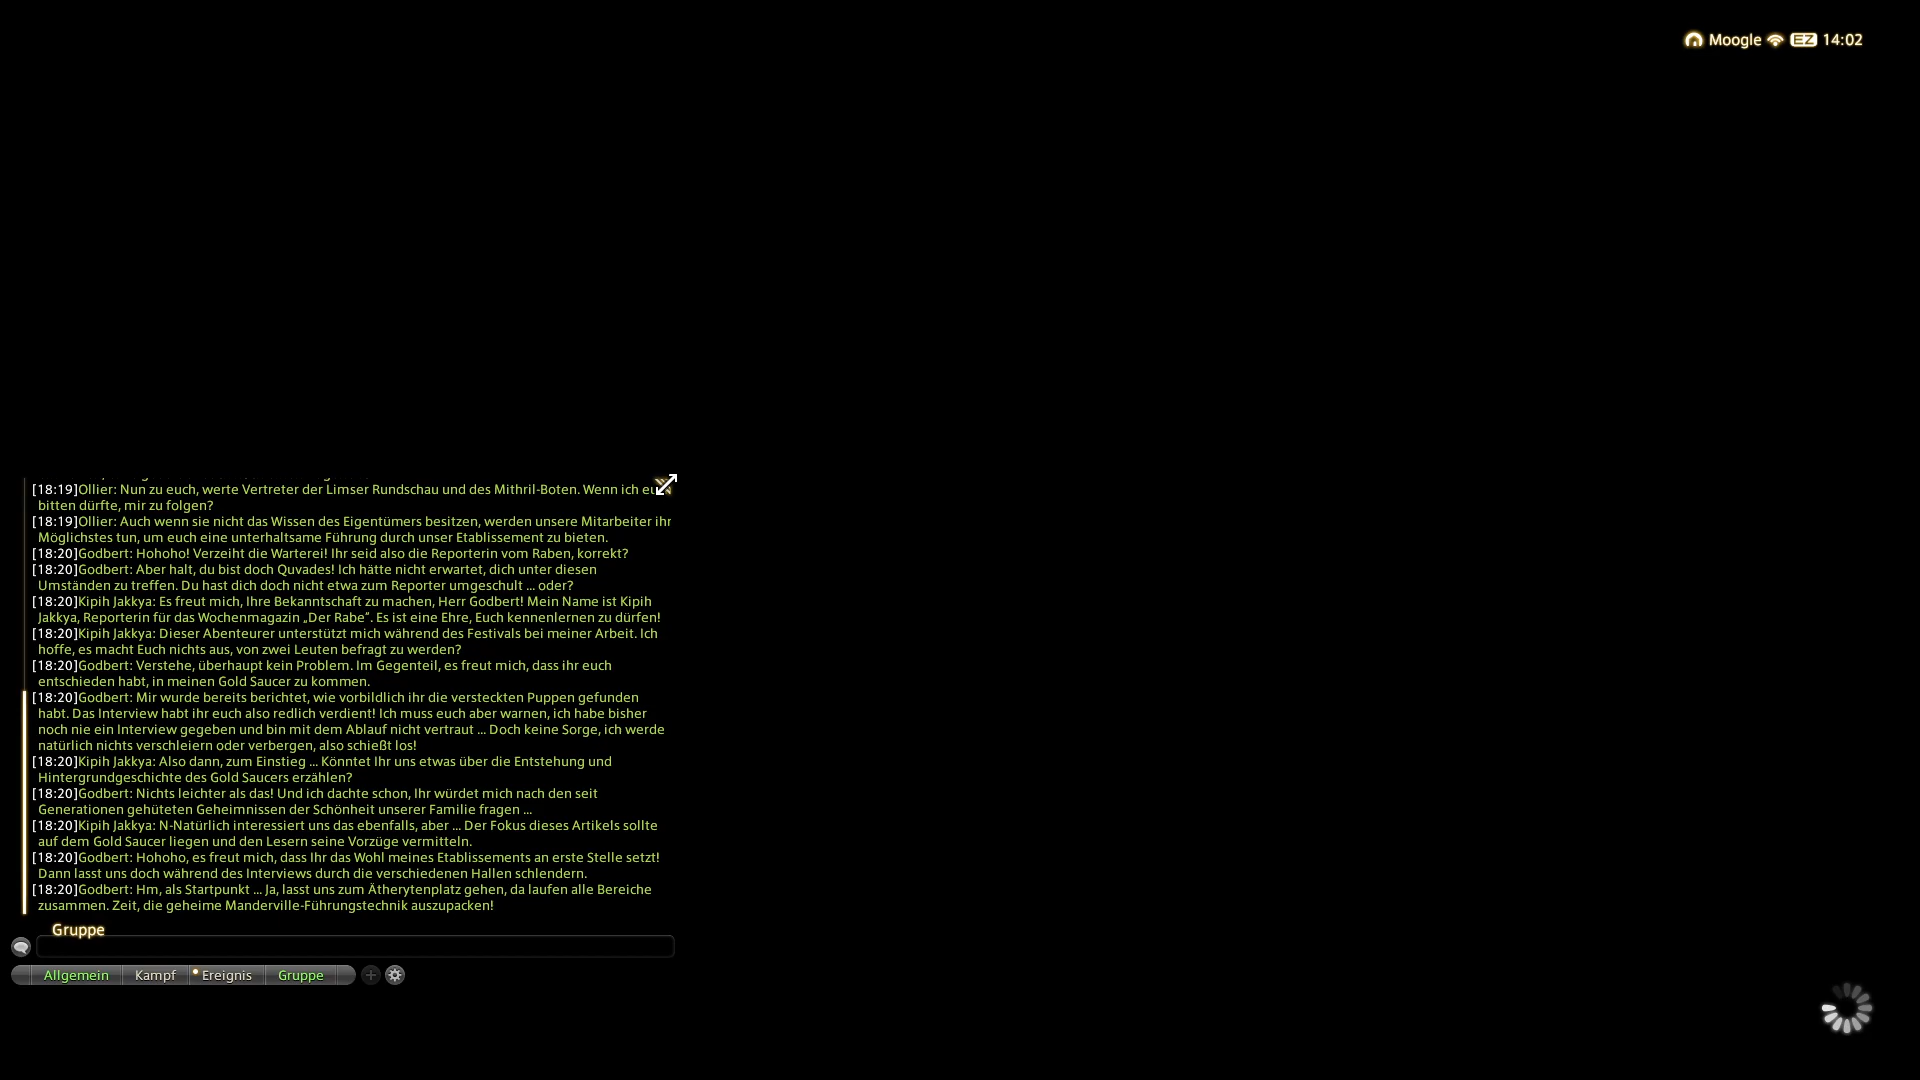 Moogle EZ 14:02
[18:19]Ollier: Nun zu euch, werte Vertreter der Limser Rundschau und des Mithril-Boten. Wenn ich
bitten dürfte, mir zu folgen?
[18:19]Ollier: Auch wenn sie nicht das Wissen des Eigentümers besitzen, werden unsere Mitarbeiter ihr
Möglichstes tun, um euch eine unterhaltsame Führung durch unser Etablissement zu bieten.
[18:20]Godbert: Hohoho! Verzeiht die Warterei! Ihr seid also die Reporterin vom Raben, korrekt?
[18:20]Godbert: Aber halt, du bist doch Quvades! Ich hätte nicht erwartet, dich unter diesen
Umständen zu treffen. Du hast dich doch nicht etwa zum Reporter umgeschult ... oder?
[18:20]Kipih Jakkya: Es freut mich, Ihre Bekanntschaft zu machen, Herr Godbert! Mein Name ist Kipih
Jakkya, Reporterin für das Wochenmagazin „Der Rabe“. Es ist eine Ehre, Euch kennenlernen zu dürfen!
[18:20]Kipih Jakkya: Dieser Abenteurer unterstützt mich während des Festivals bei meiner Arbeit. Ich
hoffe, es macht Euch nichts aus, von zwei Leuten befragt zu werden?
[18:20]Godbert: Verstehe, überhaupt kein Problem. Im Gegenteil, es freut mich, dass ihr euch
entschieden habt, in meinen Gold Saucer zu kommen.
[18:20]Godbert: Mir wurde bereits berichtet, wie vorbildlich ihr die versteckten Puppen gefunden
habt. Das Interview habt ihr euch also redlich verdient! Ich muss euch aber warnen, ich habe bisher
noch nie ein Interview gegeben und bin mit dem Ablauf nicht vertraut ... Doch keine Sorge, ich werde
natürlich nichts verschleiern oder verbergen, also schießt los!
[18:20]Kipih Jakkya: Also dann, zum Einstieg ... Könntet Ihr uns etwas über die Entstehung und
Hintergrundgeschichte des Gold Saucers erzählen?
[18:20]Godbert: Nichts leichter als das! Und ich dachte schon, Ihr würdet mich nach den seit
Generationen gehüteten Geheimnissen der Schönheit unserer Familie fragen ...
[18:20]Kipih Jakkya: N-Natürlich interessiert uns das ebenfalls, aber ... Der Fokus dieses Artikels sollte
auf dem Gold Saucer liegen und den Lesern seine Vorzüge vermitteln.
[18:20]Godbert: Hohoho, es freut mich, dass Ihr das Wohl meines Etablissements an erste Stelle setzt!
Dann lasst uns doch während des Interviews durch die verschiedenen Hallen schlendern.
[18:20]Godbert: Hm, als Startpunkt ... Ja, lasst uns zum Ätherytenplatz gehen, da laufen alle Bereiche
zusammen. Zeit, die geheime Manderville-Führungstechnik auszupacken!
Gruppe
Allgemein Kampf Ereignis Gruppe